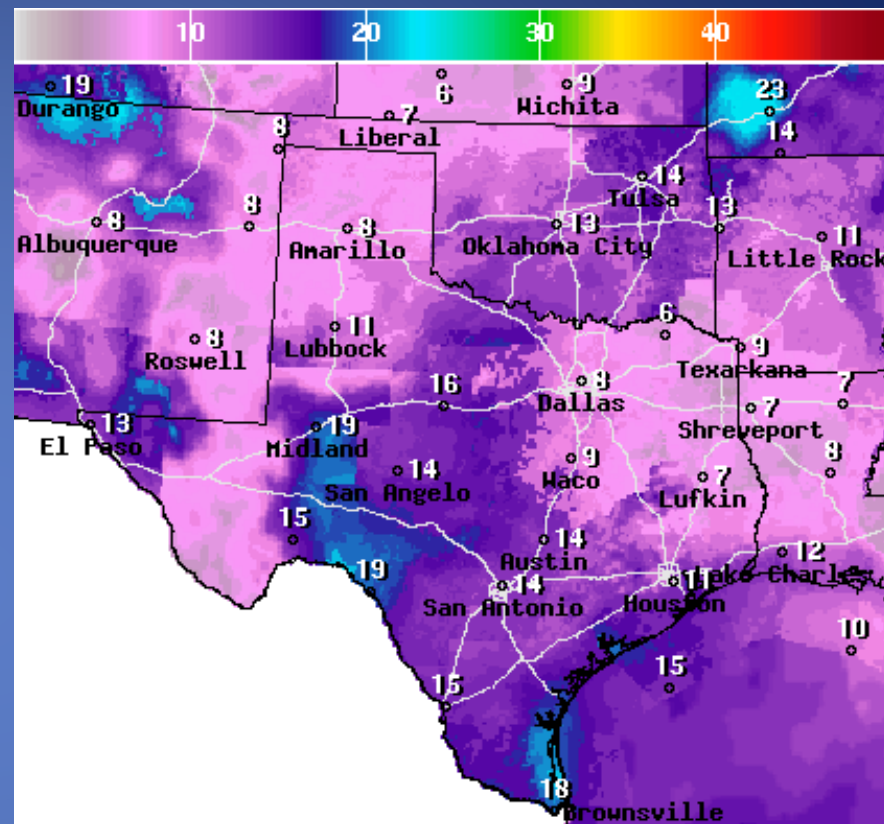 10 20 30 40
19 6 9 23
Durango Wichita
7
8 Liberal 14
14
Tulsa
8 8 8 13 13 11
Albuquerque Amarillo Oklahoma City Little Rock
11 6
8 Lubbock 9
Roswell Texarkana
8
16 Dallas 7 7
13 19 Shreveport
El Paso Midland
9 8
14 Waco 7
San Angelo Lufkin
15 14 12
Austin
19 14 11 Lake Charles
San Antonio Houston
10
15
15
18
Brownsville